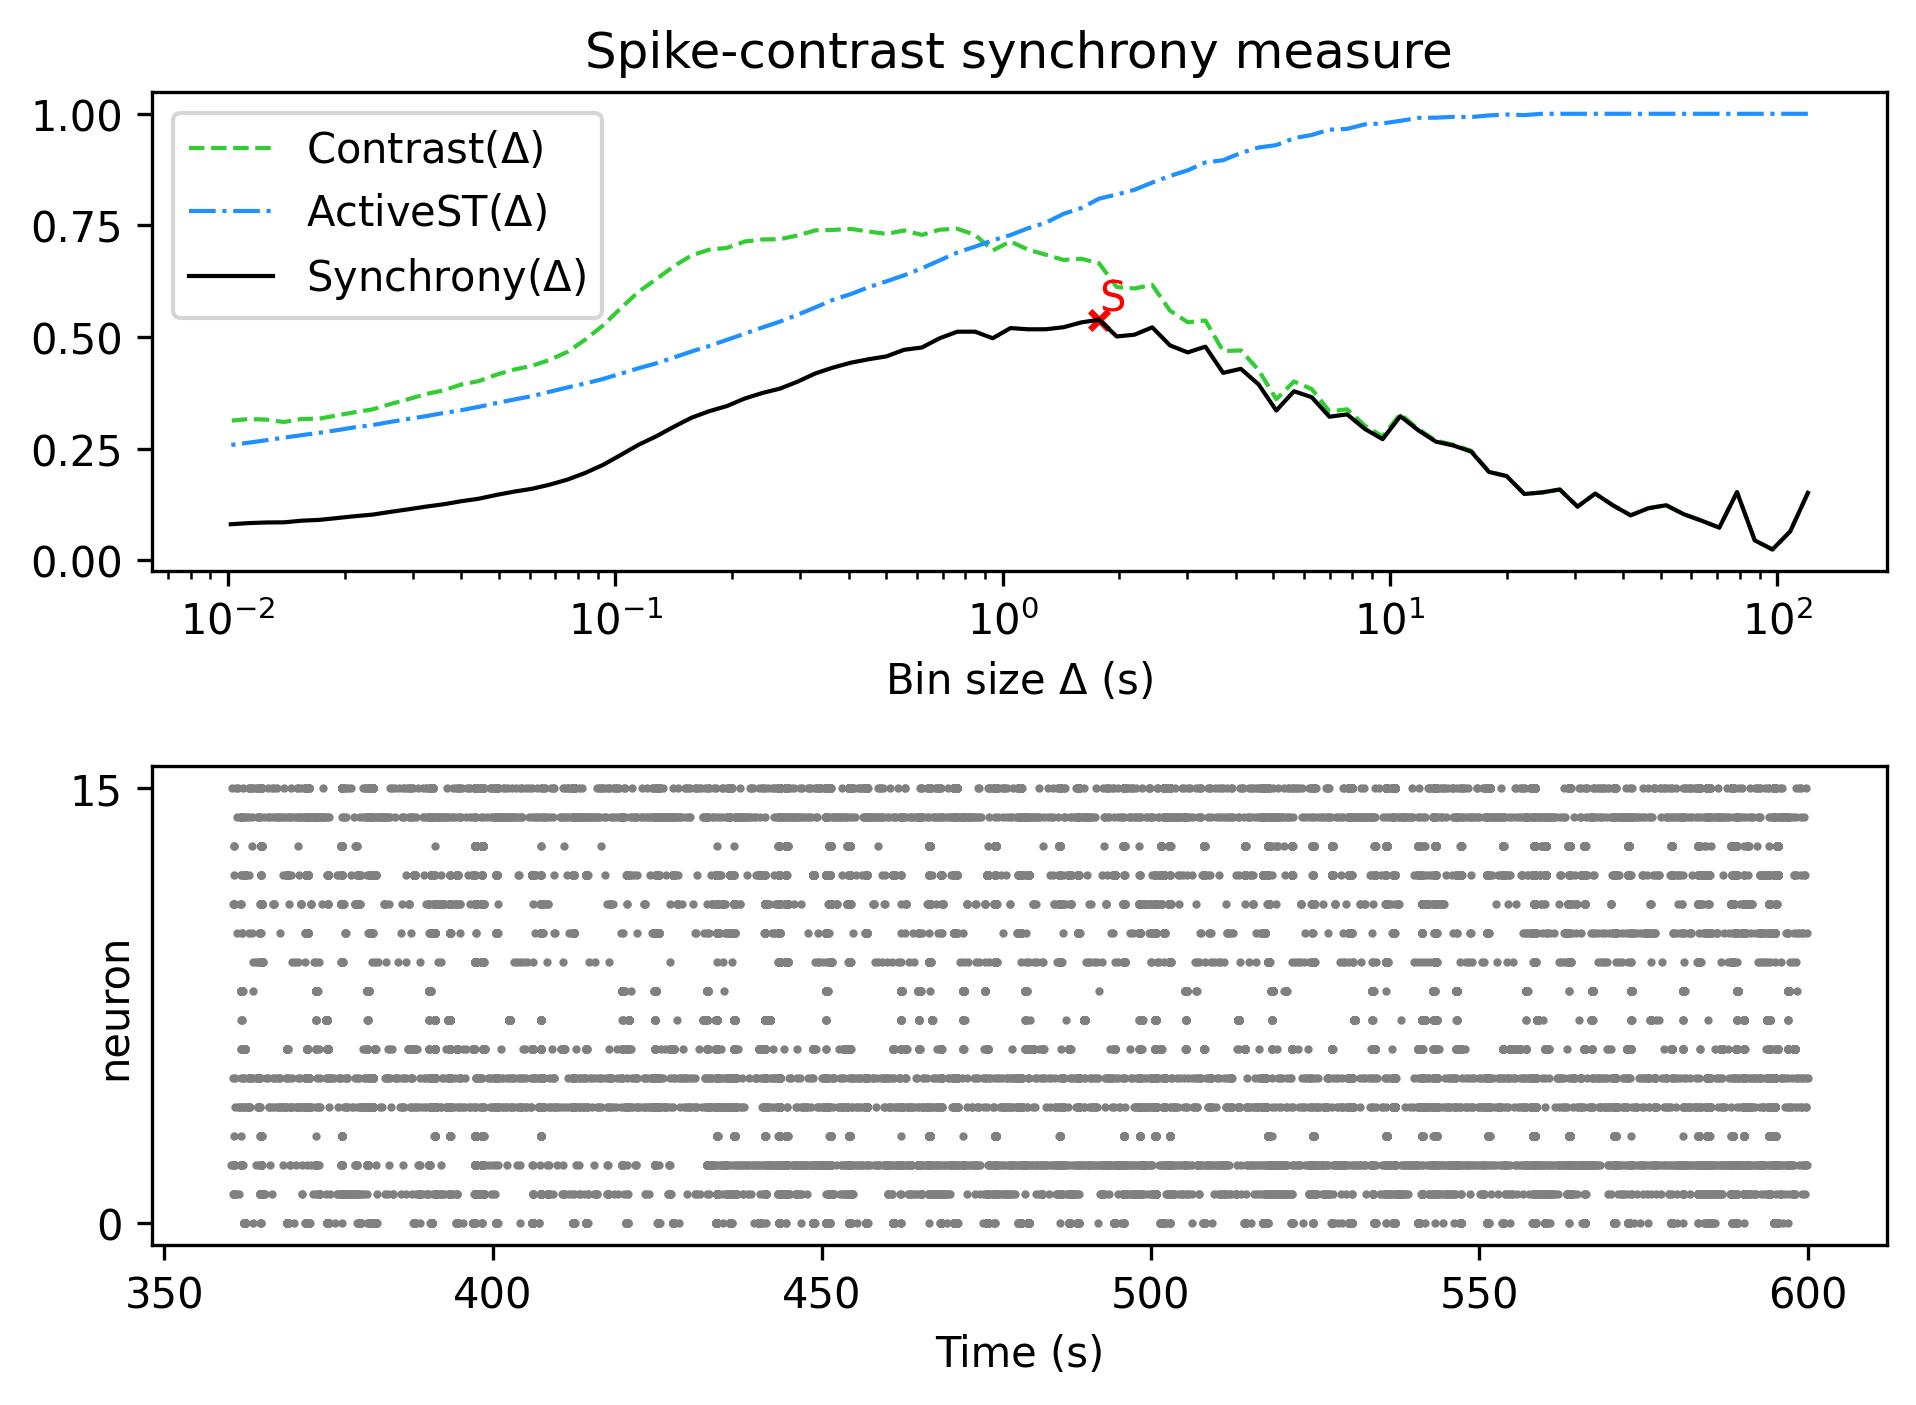 Spike-contrast synchrony measure
1.00
0.75
0.50
0.25
0.00
Contrast(Δ)
ActiveST(Δ)
Synchrony(Δ)
S
10⁻² 10⁻¹ 10⁰ 10¹ 10²
Bin size Δ (s)
15
0
neuron
350 400 450 500 550 600
Time (s)